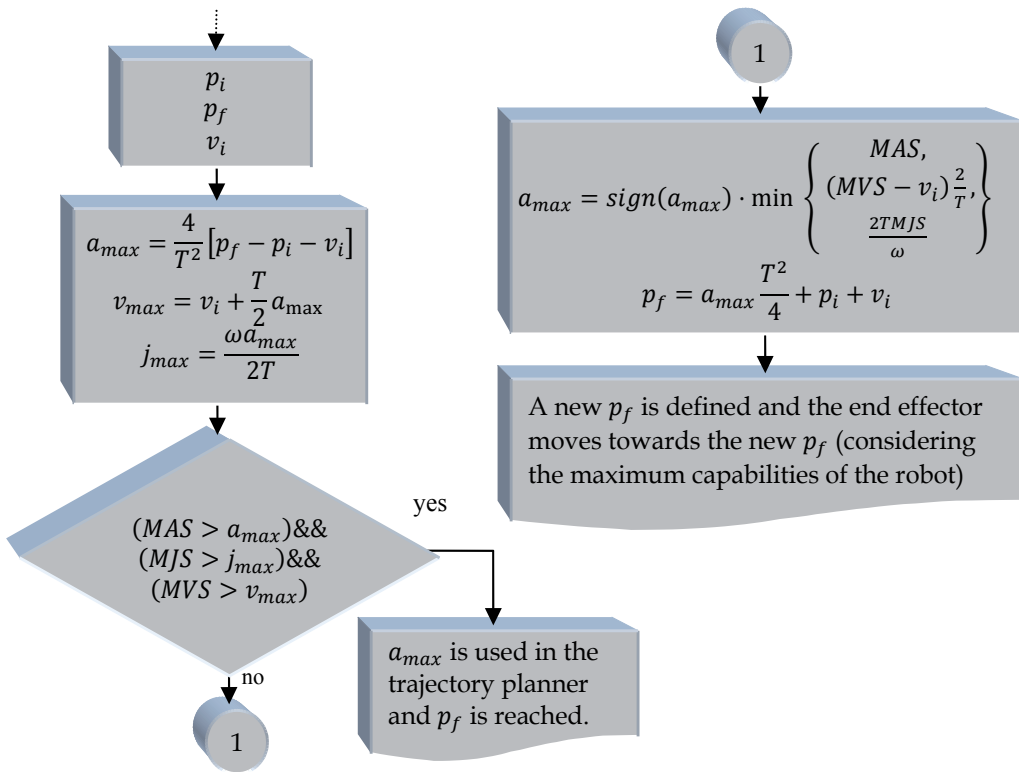 p_i
p_f
v_i
a_max = 4/T² [p_f − p_i − v_i]
v_max = v_i + T/2 a_max
j_max = ωa_max/2T
(MAS > a_max)&&
(MJS > j_max)&&
(MVS > v_max)
yes
no
1
a_max is used in the
trajectory planner
and p_f is reached.
1
a_max = sign(a_max) · min { MAS, (MVS − v_i) 2/T, 2TMJS/ω }
p_f = a_max T²/4 + p_i + v_i
A new p_f is defined and the end effector
moves towards the new p_f (considering
the maximum capabilities of the robot)